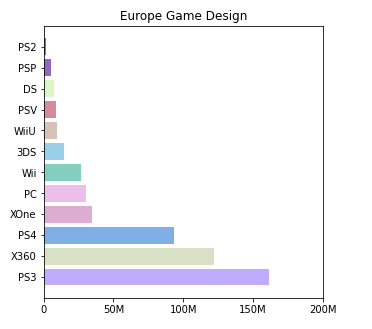 Europe Game Design
PS2
PSP
DS
PSV
WiiU
3DS
Wii
PC
XOne
PS4
X360
PS3
0 50M 100M 150M 200M